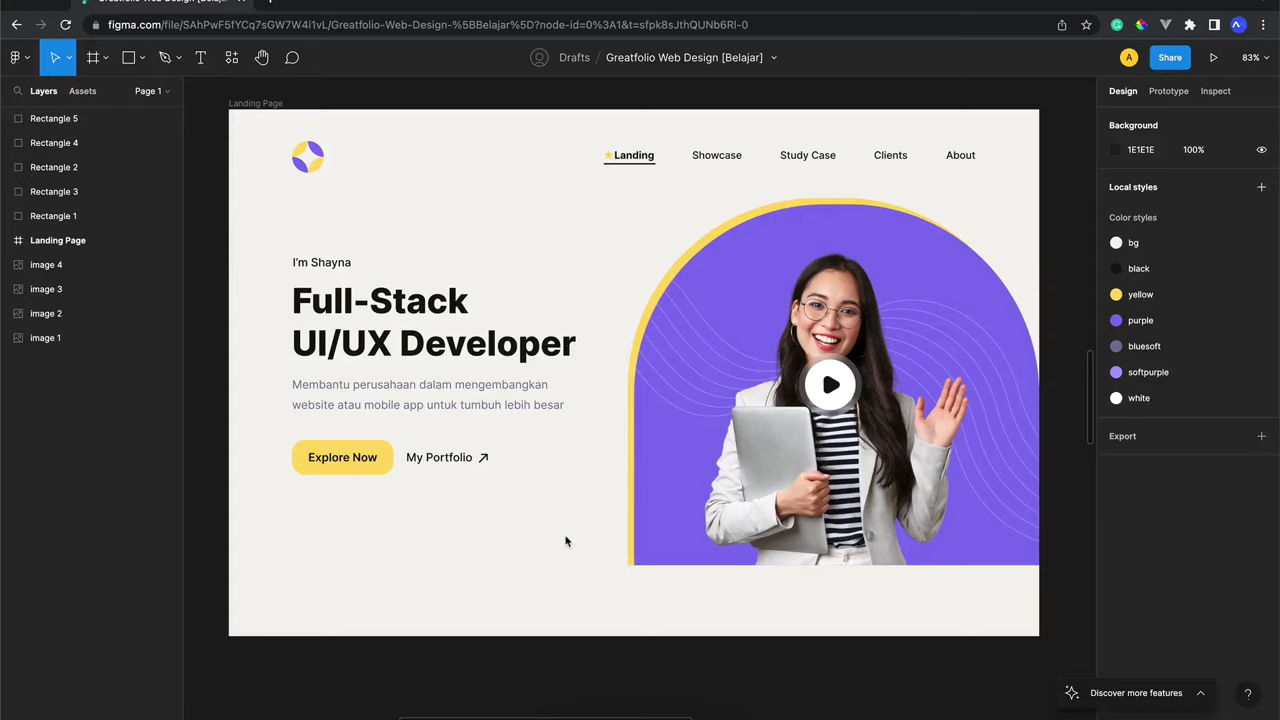 figma.com/file/SAhPwF5fYCq7sGW7W4i1vL/Greatfolio-Web-Design-%5BBelajar%5D?node-id=0%3A1&t=sfpk8sJthQUNb6Rl-0
Drafts / Greatfolio Web Design [Belajar]
A
Share
83%
Layers
Assets
Page 1
Rectangle 5
Rectangle 4
Rectangle 2
Rectangle 3
Rectangle 1
Landing Page
image 4
image 3
image 2
image 1
Landing Page
Landing
Showcase
Study Case
Clients
About
I'm Shayna
Full-Stack
UI/UX Developer
Membantu perusahaan dalam mengembangkan
website atau mobile app untuk tumbuh lebih besar
Explore Now
My Portfolio
Design
Prototype
Inspect
Background
1E1E1E
100%
Local styles
Color styles
bg
black
yellow
purple
bluesoft
softpurple
white
Export
Discover more features
?